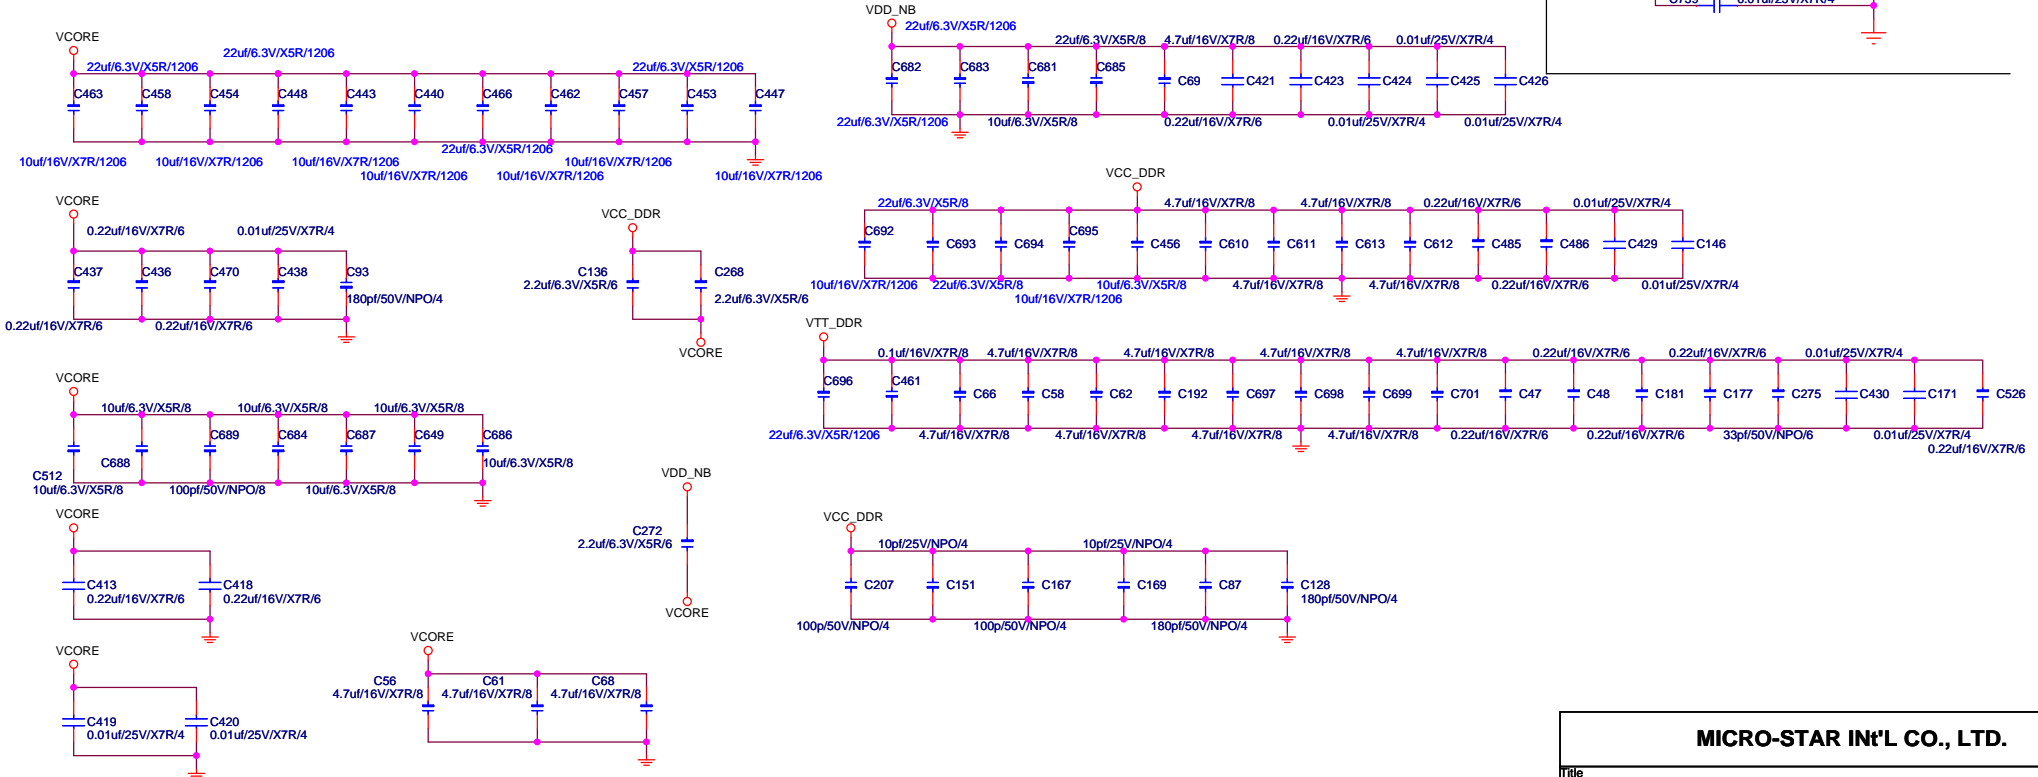 VCORE
22uf/6.3V/X5R/1206
22uf/6.3V/X5R/1206
22uf/6.3V/X5R/1206
C463
C458
C454
C448
C443
C440
C466
C462
C457
C453
C447
22uf/6.3V/X5R/1206
10uf/16V/X7R/1206
10uf/16V/X7R/1206
10uf/16V/X7R/1206
10uf/16V/X7R/1206
10uf/16V/X7R/1206
10uf/16V/X7R/1206
10uf/16V/X7R/1206
VDD_NB
22uf/6.3V/X5R/1206
22uf/6.3V/X5R/8
4.7uf/16V/X7R/8
0.22uf/16V/X7R/6
0.01uf/25V/X7R/4
C682
C683
C681
C685
C69
C421
C423
C424
C425
C426
22uf/6.3V/X5R/1206
10uf/6.3V/X5R/8
0.22uf/16V/X7R/6
0.01uf/25V/X7R/4
0.01uf/25V/X7R/4
VCORE
0.22uf/16V/X7R/6
0.01uf/25V/X7R/4
C437
C436
C470
C438
C93
180pf/50V/NPO/4
0.22uf/16V/X7R/6
0.22uf/16V/X7R/6
VCC_DDR
C136
2.2uf/6.3V/X5R/6
C268
2.2uf/6.3V/X5R/6
VCORE
VCC_DDR
22uf/6.3V/X5R/8
4.7uf/16V/X7R/8
4.7uf/16V/X7R/8
0.22uf/16V/X7R/6
0.01uf/25V/X7R/4
C692
C693
C694
C695
C456
C610
C611
C613
C612
C485
C486
C429
C146
10uf/16V/X7R/1206
22uf/6.3V/X5R/8
10uf/16V/X7R/1206
10uf/6.3V/X5R/8
4.7uf/16V/X7R/8
4.7uf/16V/X7R/8
0.22uf/16V/X7R/6
0.01uf/25V/X7R/4
VTT_DDR
0.1uf/16V/X7R/8
4.7uf/16V/X7R/8
4.7uf/16V/X7R/8
4.7uf/16V/X7R/8
4.7uf/16V/X7R/8
0.22uf/16V/X7R/6
0.22uf/16V/X7R/6
0.01uf/25V/X7R/4
C696
C461
C66
C58
C62
C192
C697
C698
C699
C701
C47
C48
C181
C177
C275
C430
C171
C526
22uf/6.3V/X5R/1206
4.7uf/16V/X7R/8
4.7uf/16V/X7R/8
4.7uf/16V/X7R/8
4.7uf/16V/X7R/8
0.22uf/16V/X7R/6
0.22uf/16V/X7R/6
33pf/50V/NPO/6
0.01uf/25V/X7R/4
0.22uf/16V/X7R/6
VCORE
10uf/6.3V/X5R/8
10uf/6.3V/X5R/8
10uf/6.3V/X5R/8
C512
C688
C689
C684
C687
C649
C686
10uf/6.3V/X5R/8
10uf/6.3V/X5R/8
100pf/50V/NPO/8
10uf/6.3V/X5R/8
VDD_NB
C272
2.2uf/6.3V/X5R/6
VCORE
VCORE
C413
0.22uf/16V/X7R/6
C418
0.22uf/16V/X7R/6
VCC_DDR
10pf/25V/NPO/4
10pf/25V/NPO/4
C207
C151
C167
C169
C87
C128
180pf/50V/NPO/4
100p/50V/NPO/4
100p/50V/NPO/4
180pf/50V/NPO/4
VCORE
C419
0.01uf/25V/X7R/4
C420
0.01uf/25V/X7R/4
VCORE
C56
4.7uf/16V/X7R/8
C61
4.7uf/16V/X7R/8
C68
4.7uf/16V/X7R/8
MICRO-STAR INt'L CO., LTD.
Title